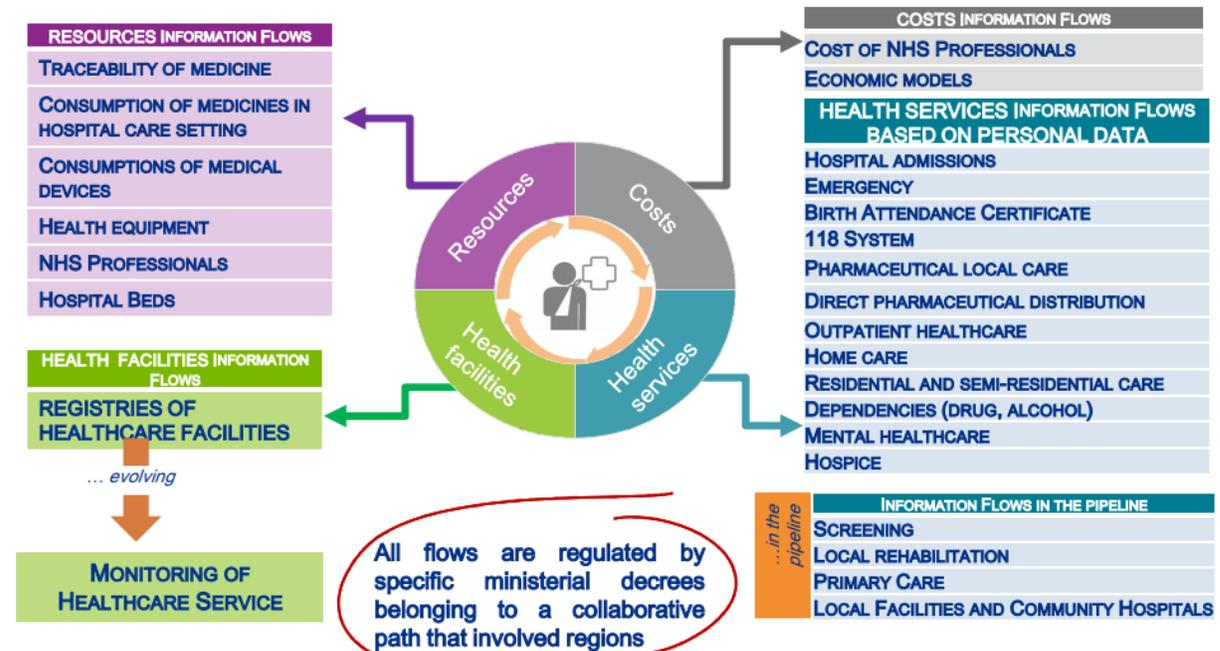 RESOURCES INFORMATION FLOWS
TRACEABILITY OF MEDICINE
CONSUMPTION OF MEDICINES IN
HOSPITAL CARE SETTING
CONSUMPTIONS OF MEDICAL
DEVICES
HEALTH EQUIPMENT
NHS PROFESSIONALS
HOSPITAL BEDS
HEALTH FACILITIES INFORMATION
FLOWS
REGISTRIES OF
HEALTHCARE FACILITIES
... evolving
MONITORING OF
HEALTHCARE SERVICE
Resources
Costs
Health
facilities
Health
services
All flows are regulated by
specific ministerial decrees
belonging to a collaborative
path that involved regions
COSTS INFORMATION FLOWS
COST OF NHS PROFESSIONALS
ECONOMIC MODELS
HEALTH SERVICES INFORMATION FLOWS
BASED ON PERSONAL DATA
HOSPITAL ADMISSIONS
EMERGENCY
BIRTH ATTENDANCE CERTIFICATE
118 SYSTEM
PHARMACEUTICAL LOCAL CARE
DIRECT PHARMACEUTICAL DISTRIBUTION
OUTPATIENT HEALTHCARE
HOME CARE
RESIDENTIAL AND SEMI-RESIDENTIAL CARE
DEPENDENCIES (DRUG, ALCOHOL)
MENTAL HEALTHCARE
HOSPICE
...in the
pipeline
INFORMATION FLOWS IN THE PIPELINE
SCREENING
LOCAL REHABILITATION
PRIMARY CARE
LOCAL FACILITIES AND COMMUNITY HOSPITALS